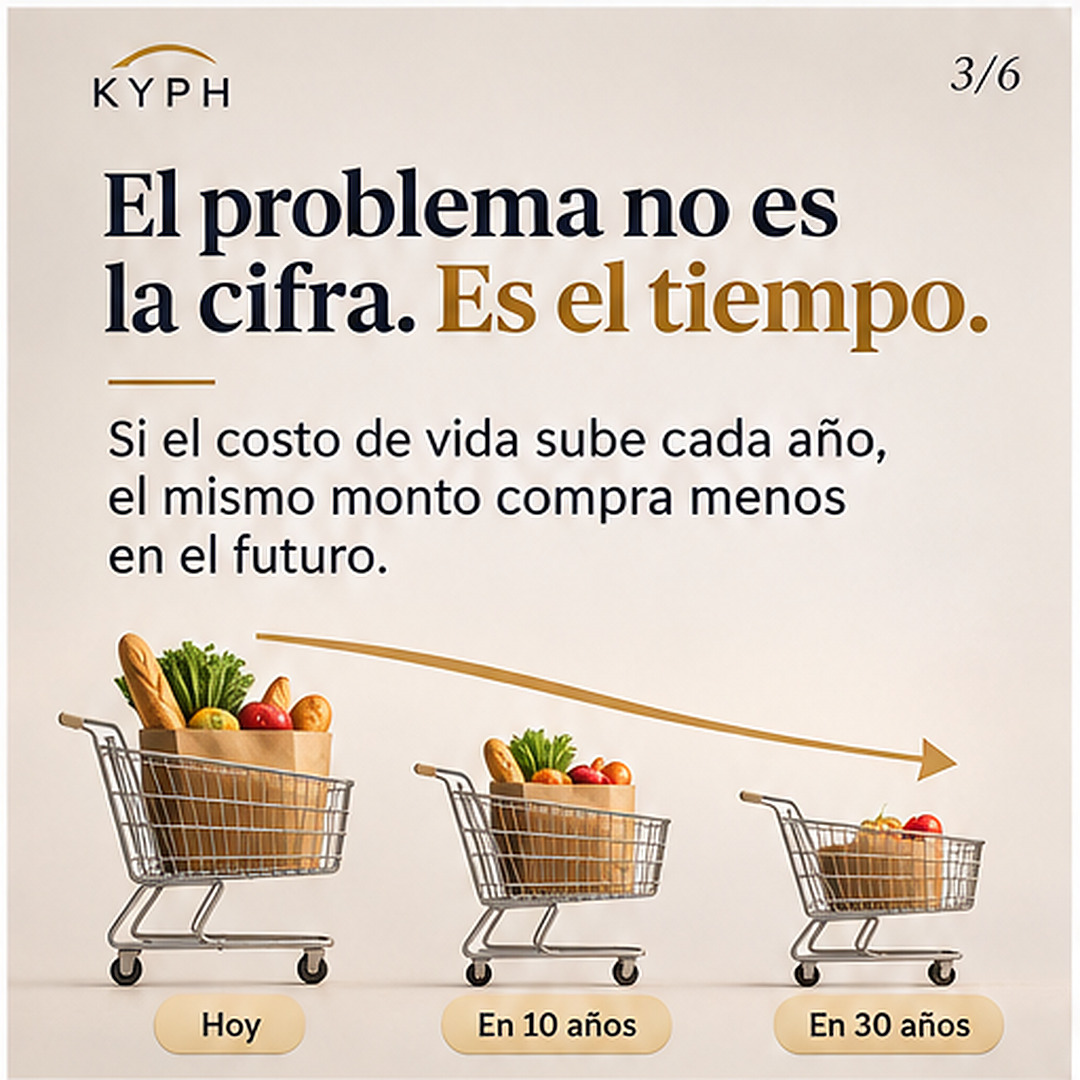 KYPH
3/6
El problema no es
la cifra. Es el tiempo.
Si el costo de vida sube cada año,
el mismo monto compra menos
en el futuro.
Hoy
En 10 años
En 30 años